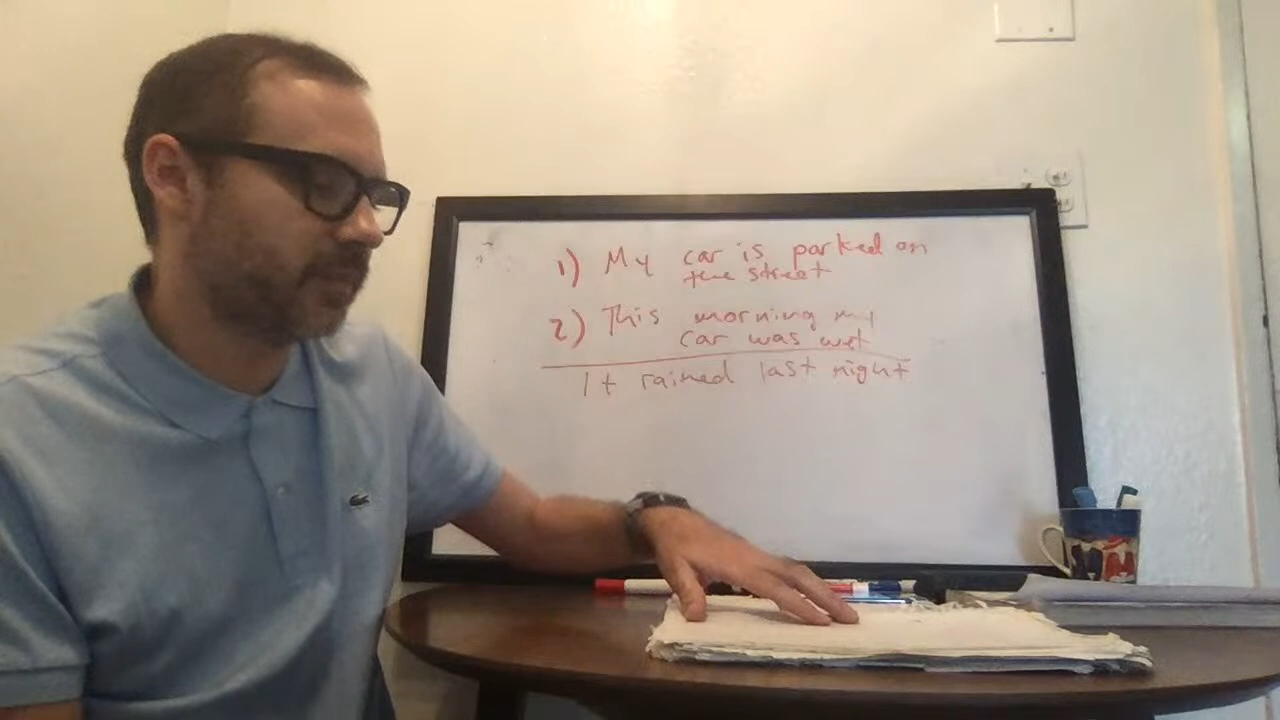 1) My car is parked on
the street
2) This morning my
car was wet
It rained last night